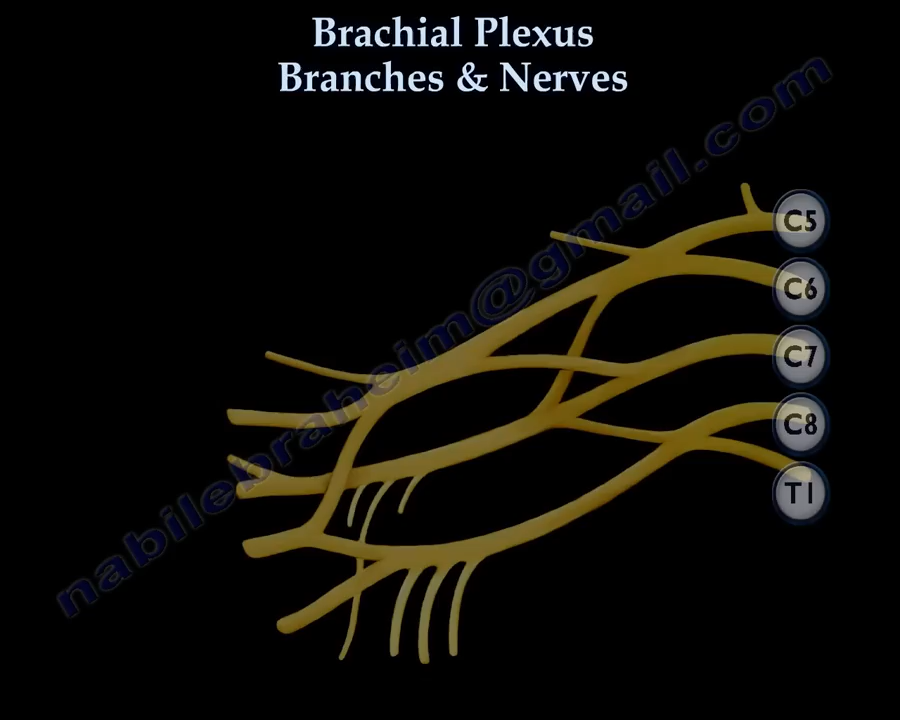 Brachial Plexus
Branches & Nerves
nabilebraheim@gmail.com
C5
C6
C7
C8
T1